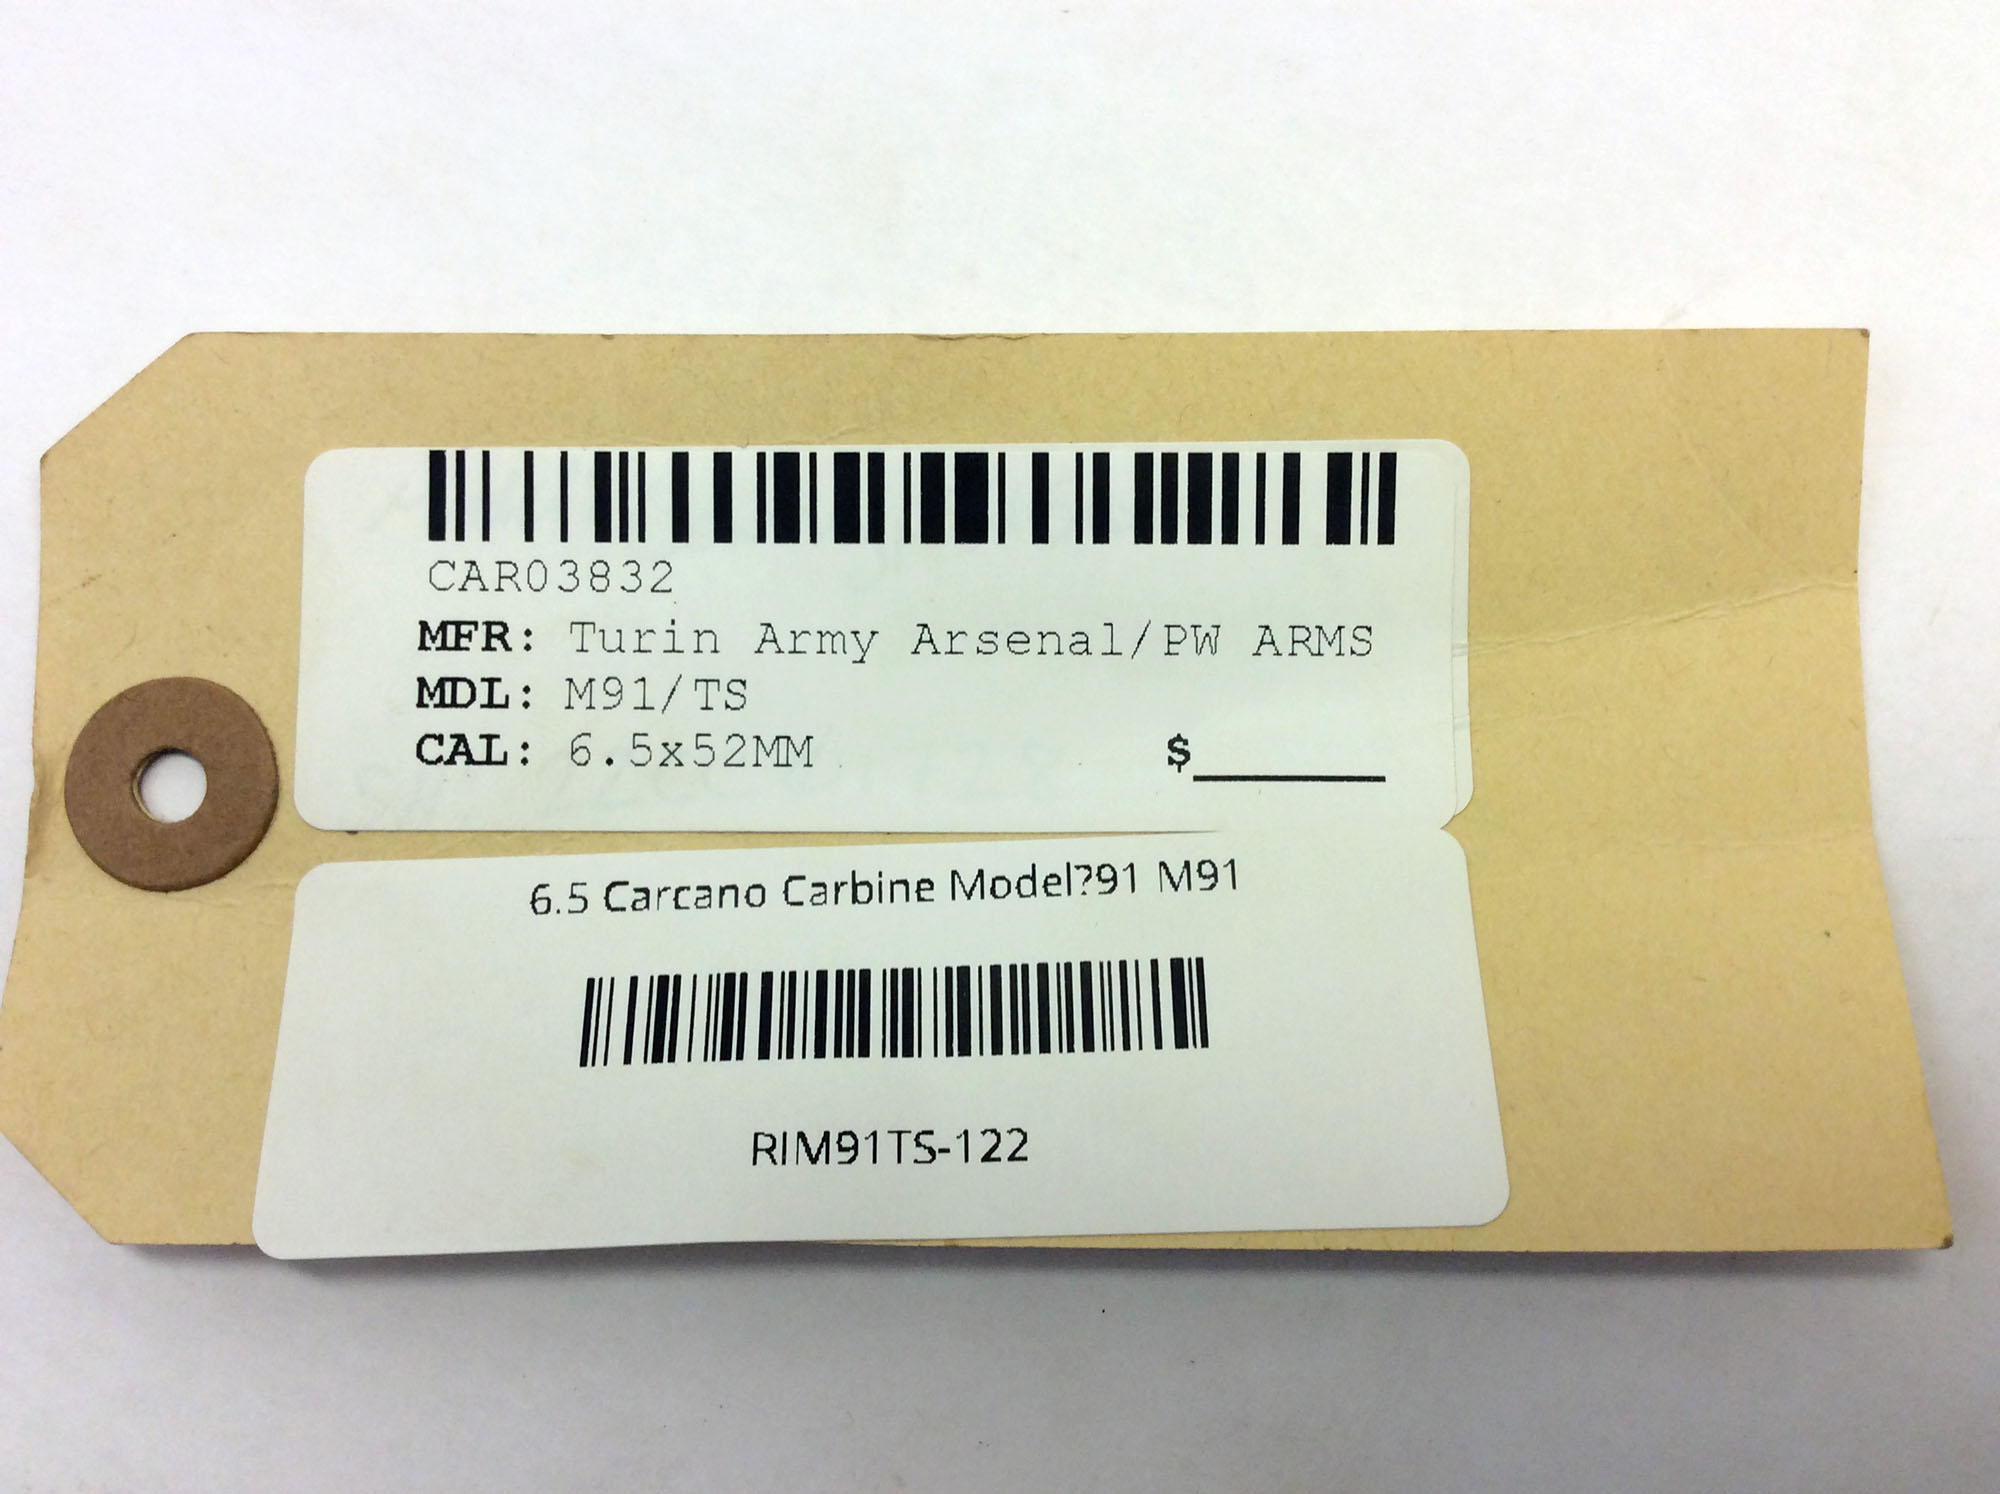 CAR03832
MFR: Turin Army Arsenal/PW ARMS
MDL: M91/TS
CAL: 6.5x52MM $______
6.5 Carcano Carbine Model?91 M91
RIM91TS-122